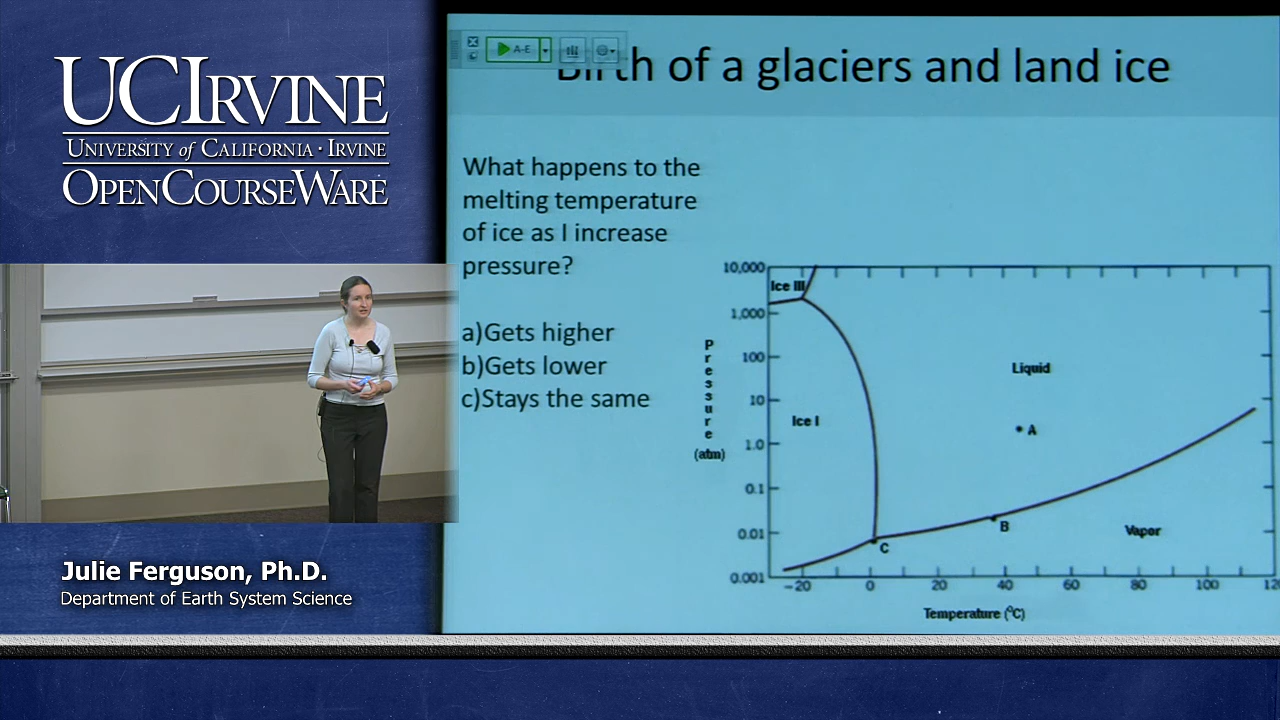 UCIRVINE
UNIVERSITY of CALIFORNIA · IRVINE
OPENCOURSEWARE
Julie Ferguson, Ph.D.
Department of Earth System Science
A-E
Birth of a glaciers and land ice
What happens to the
melting temperature
of ice as I increase
pressure?
a)Gets higher
b)Gets lower
c)Stays the same
Pressure
(atm)
10,000
1,000
100
10
1.0
0.1
0.01
0.001
Ice III
Ice I
Liquid
A
B
C
Vapor
-20
0
20
40
60
80
100
Temperature (°C)